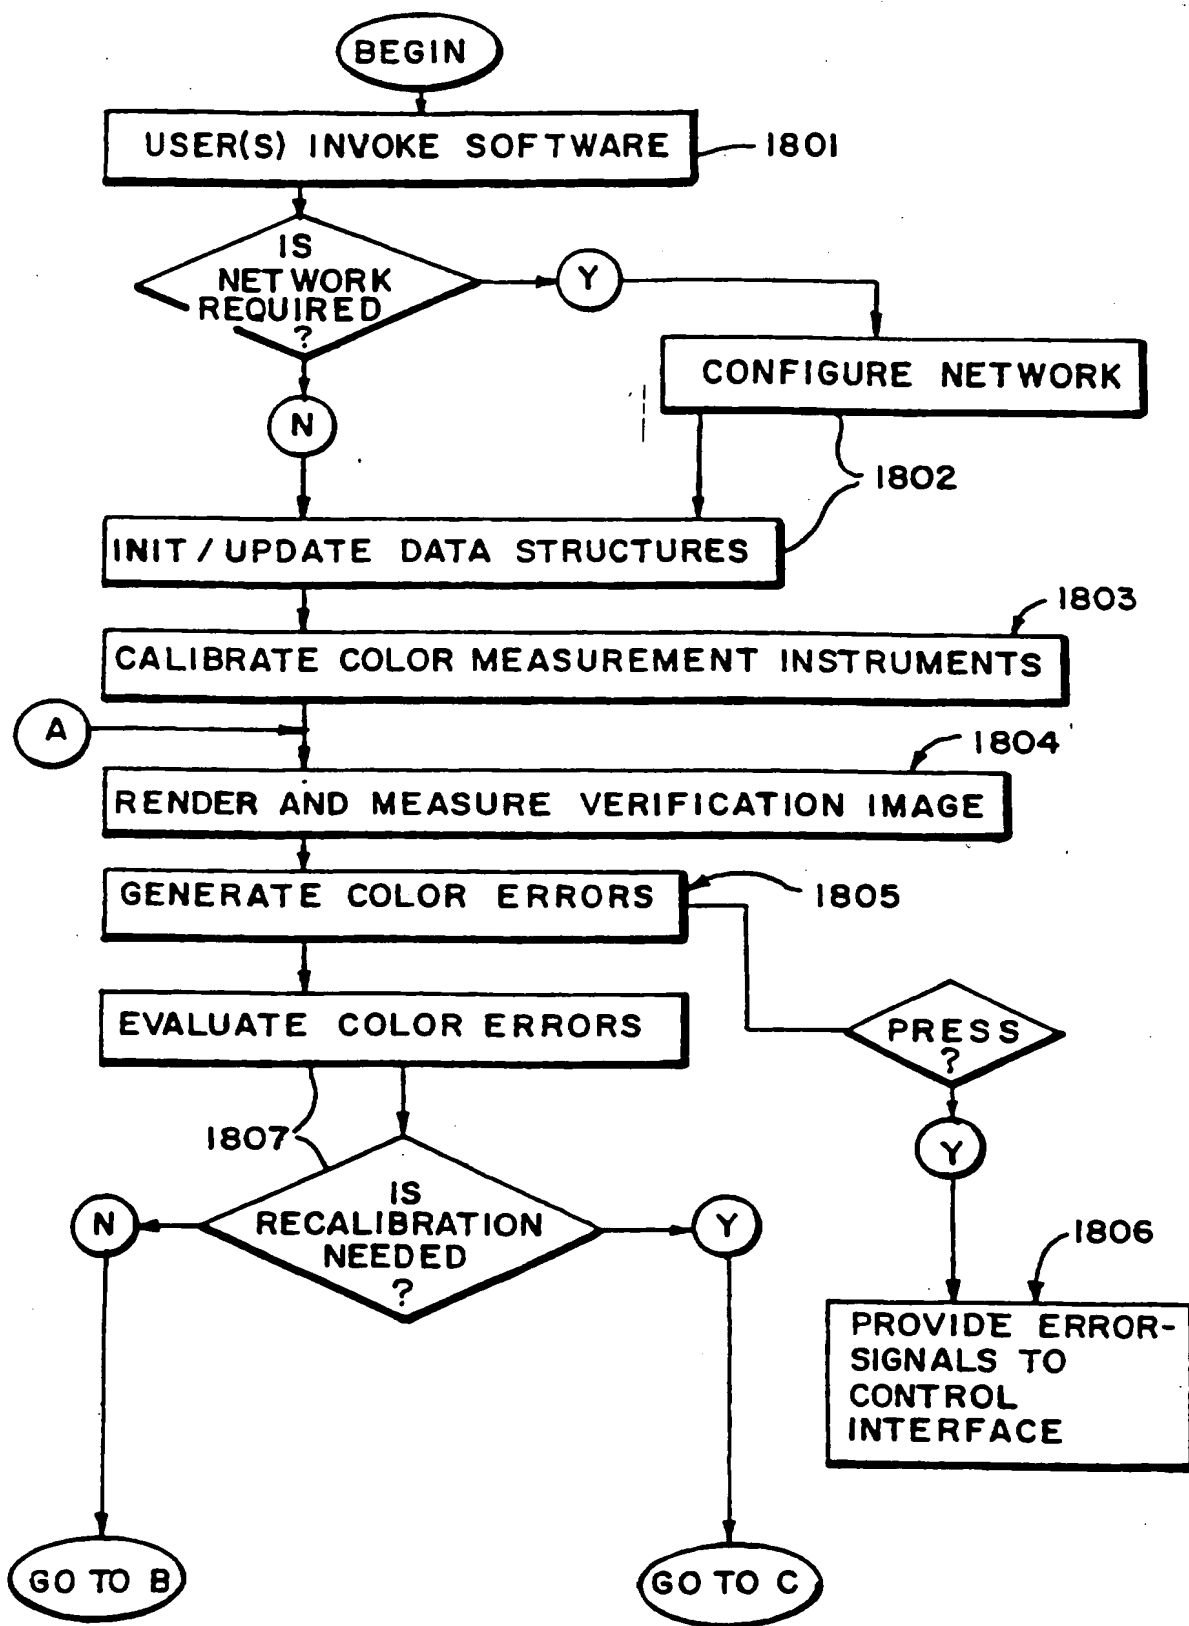 BEGIN
USER(S) INVOKE SOFTWARE
1801
IS
NETWORK
REQUIRED
?
Y
CONFIGURE NETWORK
N
1802
INIT / UPDATE DATA STRUCTURES
1803
CALIBRATE COLOR MEASUREMENT INSTRUMENTS
A
1804
RENDER AND MEASURE VERIFICATION IMAGE
GENERATE COLOR ERRORS
1805
EVALUATE COLOR ERRORS
PRESS
?
1807
Y
IS
RECALIBRATION
NEEDED
?
N
Y
1806
PROVIDE ERROR-
SIGNALS TO
CONTROL
INTERFACE
GO TO B
GO TO C